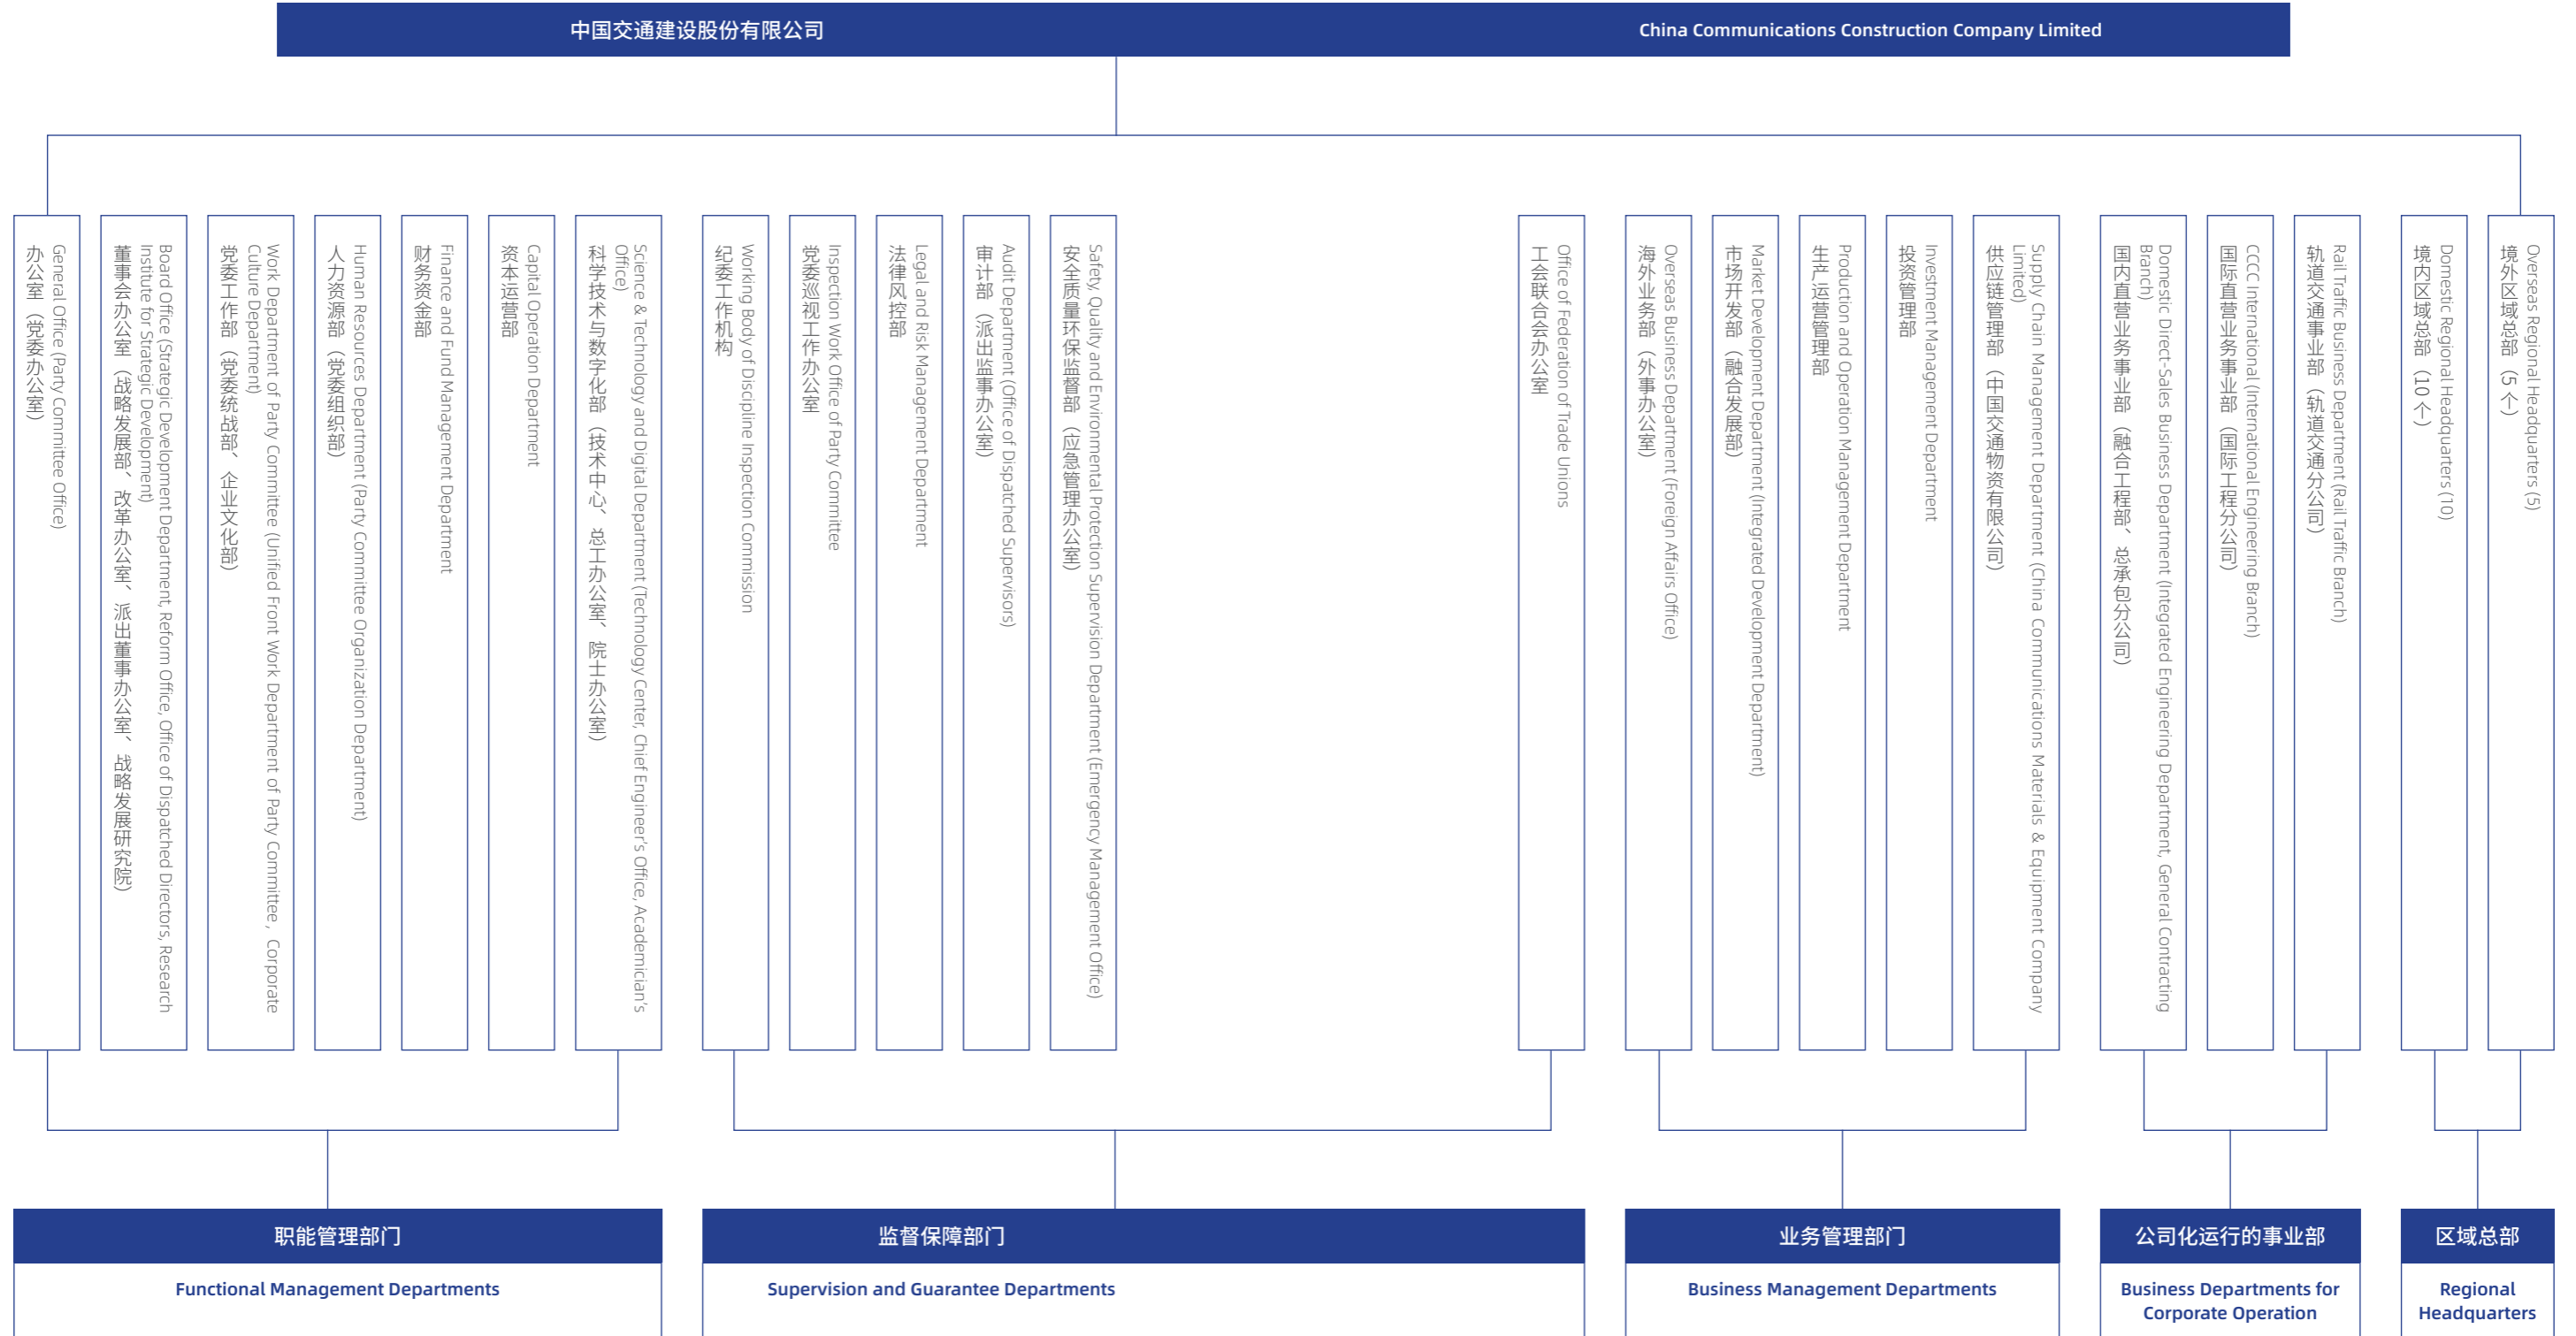 中国交通建设股份有限公司
China Communications Construction Company Limited
General Office (Party Committee Office)
办公室（党委办公室）
Board Office (Strategic Development Department, Reform Office, Office of Dispatched Directors, Research
Institute for Strategic Development)
董事会办公室（战略发展部、改革办公室、派出董事办公室、战略发展研究院）
Work Department of Party Committee (Unified Front Work Department of Party Committee , Corporate
Culture Department)
党委工作部（党委统战部、企业文化部）
Human Resources Department (Party Committee Organization Department)
人力资源部（党委组织部）
Finance and Fund Management Department
财务资金部
Capital Operation Department
资本运营部
Science & Technology and Digital Department (Technology Center, Chief Engineer's Office, Academician's
Office)
科学技术与数字化部（技术中心、总工办公室、院士办公室）
Working Body of Discipline Inspection Commission
纪委工作机构
Inspection Work Office of Party Committee
党委巡视工作办公室
Legal and Risk Management Department
法律风控部
Audit Department (Office of Dispatched Supervisors)
审计部（派出监事办公室）
Safety, Quality and Environmental Protection Supervision Department (Emergency Management Office)
安全质量环保监督部（应急管理办公室）
Office of Federation of Trade Unions
工会联合会办公室
Overseas Business Department (Foreign Affairs Office)
海外业务部（外事办公室）
Market Development Department (Integrated Development Department)
市场开发部（融合发展部）
Production and Operation Management Department
生产运营管理部
Investment Management Department
投资管理部
Supply Chain Management Department (China Communications Materials & Equipment Company
Limited)
供应链管理部（中国交通物资有限公司）
Domestic Direct-Sales Business Department (Integrated Engineering Department, General Contracting
Branch)
国内直营业务事业部（融合工程部、总承包分公司）
CCCC International (International Engineering Branch)
国际直营业务事业部（国际工程分公司）
Rail Traffic Business Department (Rail Traffic Branch)
轨道交通事业部（轨道交通分公司）
Domestic Regional Headquarters (10)
境内区域总部（10 个）
Overseas Regional Headquarters (5)
境外区域总部（5 个）
职能管理部门
Functional Management Departments
监督保障部门
Supervision and Guarantee Departments
业务管理部门
Business Management Departments
公司化运行的事业部
Business Departments for
Corporate Operation
区域总部
Regional
Headquarters